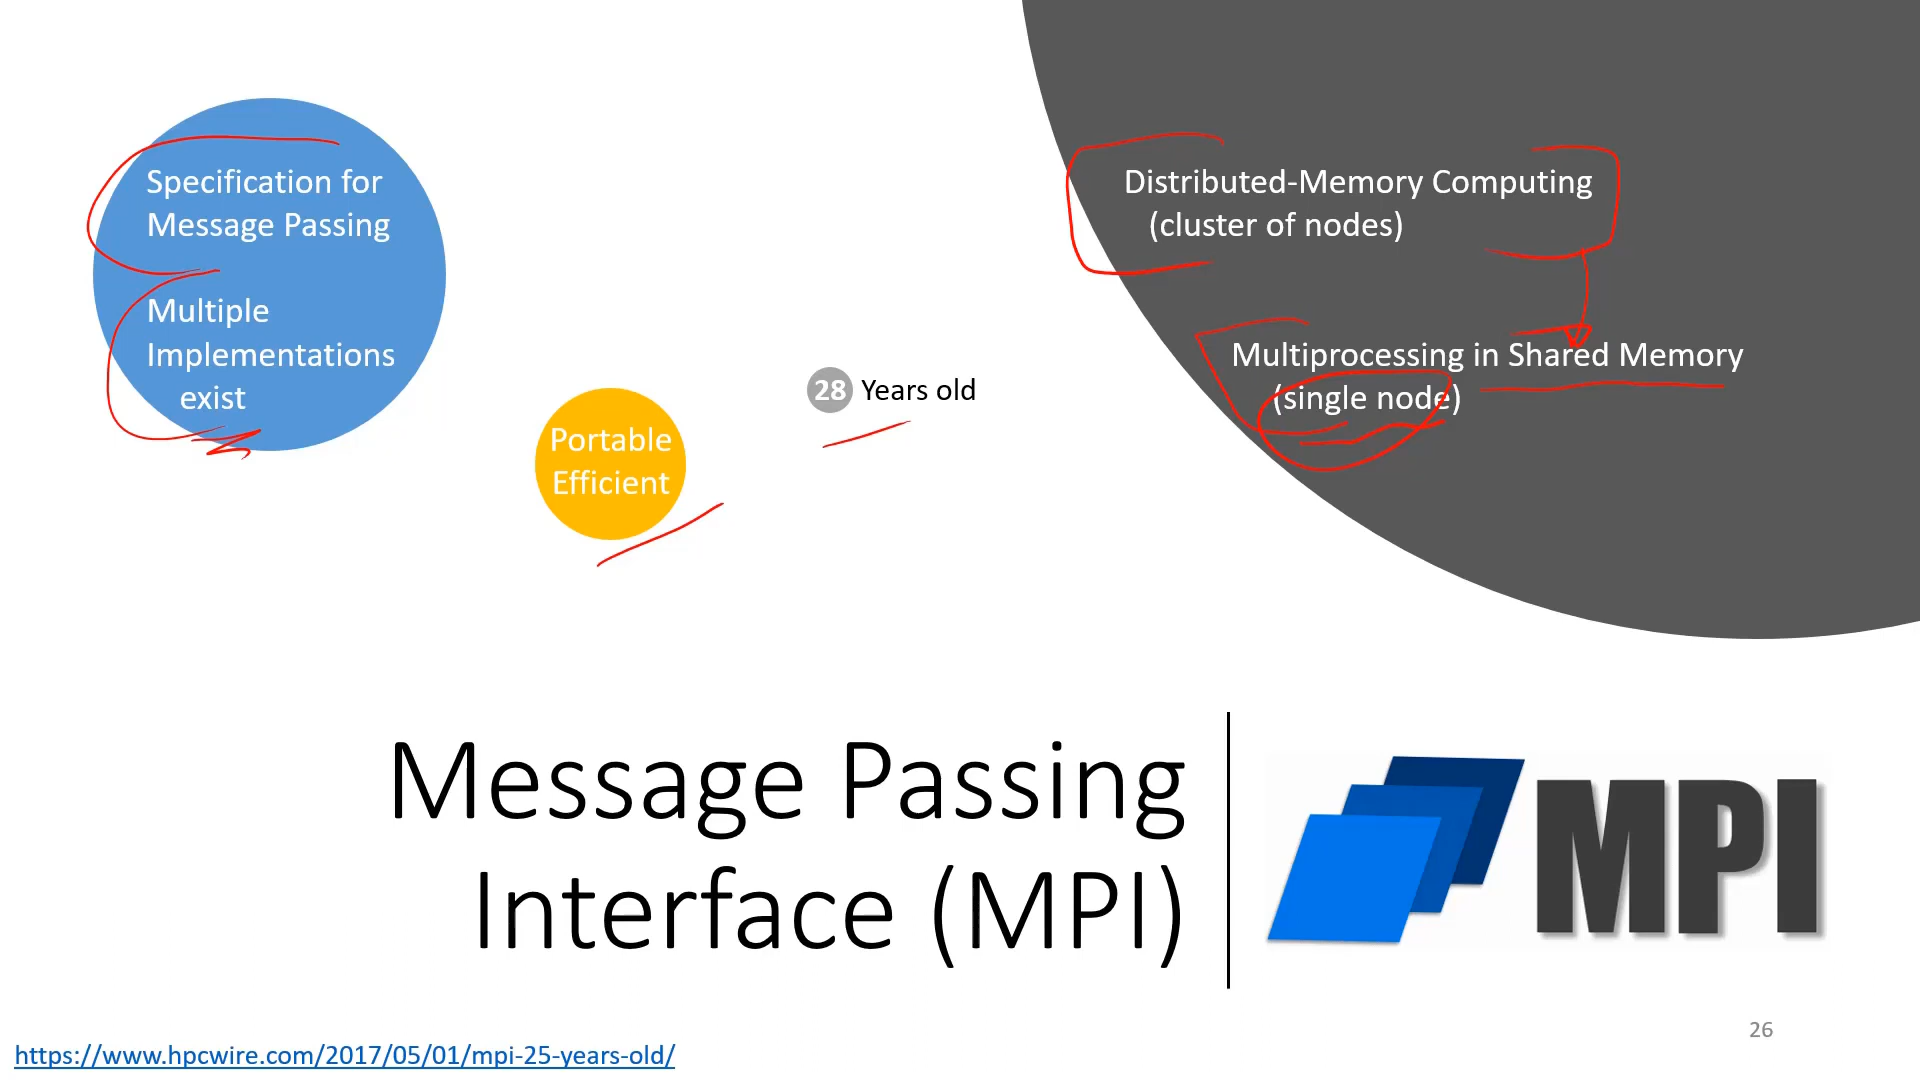 Specification for
Message Passing
Multiple
Implementations
exist
Portable
Efficient
28 Years old
Distributed-Memory Computing
(cluster of nodes)
Multiprocessing in Shared Memory
(single node)
Message Passing
Interface (MPI)
MPI
26
https://www.hpcwire.com/2017/05/01/mpi-25-years-old/